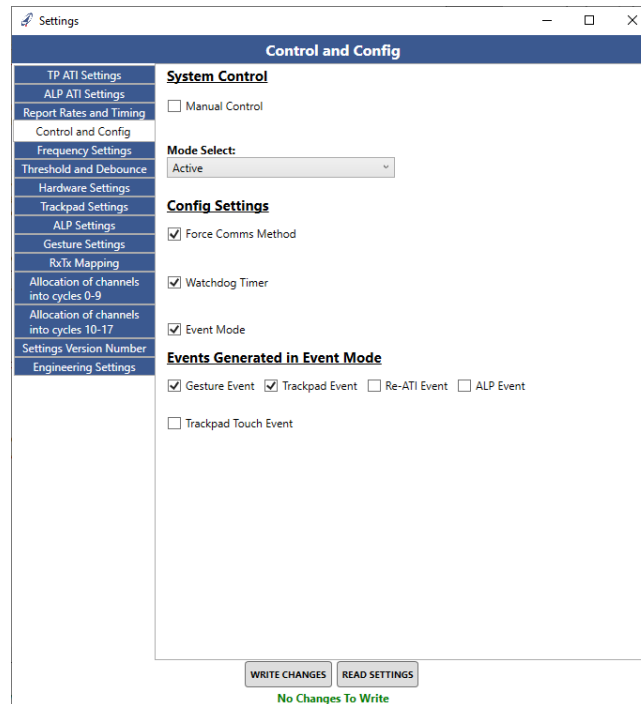 Settings
Control and Config
TP ATI Settings
ALP ATI Settings
Report Rates and Timing
Control and Config
Frequency Settings
Threshold and Debounce
Hardware Settings
Trackpad Settings
ALP Settings
Gesture Settings
RxTx Mapping
Allocation of channels
into cycles 0-9
Allocation of channels
into cycles 10-17
Settings Version Number
Engineering Settings
System Control
Manual Control
Mode Select:
Active
Config Settings
Force Comms Method
Watchdog Timer
Event Mode
Events Generated in Event Mode
Gesture Event Trackpad Event Re-ATI Event ALP Event
Trackpad Touch Event
WRITE CHANGES READ SETTINGS
No Changes To Write